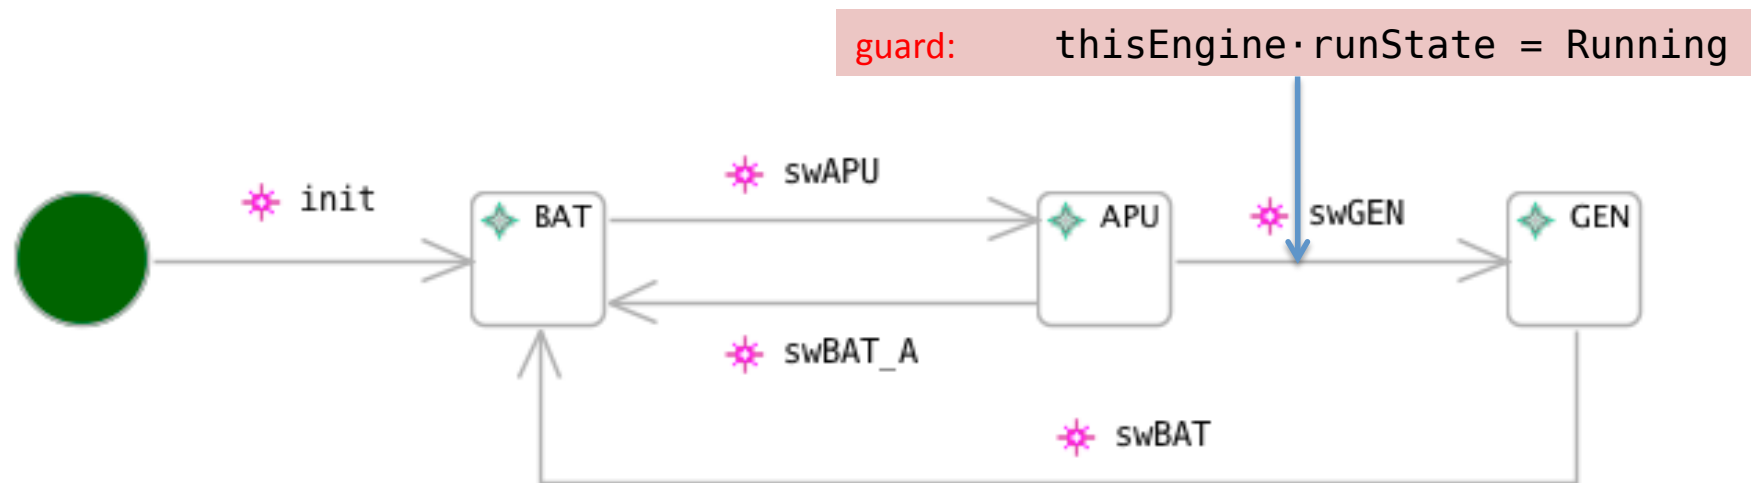 guard: thisEngine·runState = Running
swAPU
init
swGEN
BAT
APU
GEN
swBAT_A
swBAT